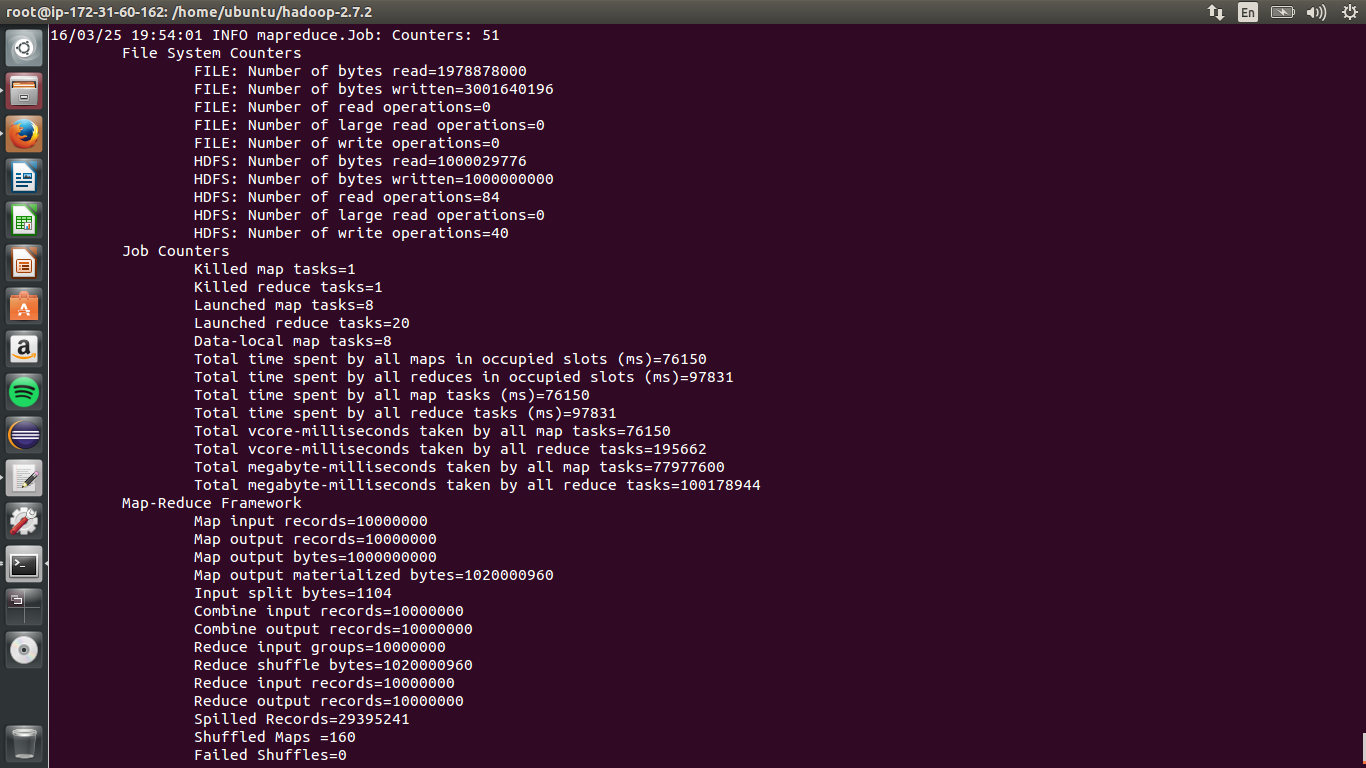 root@ip-172-31-60-162: /home/ubuntu/hadoop-2.7.2
En
16/03/25 19:54:01 INFO mapreduce.Job: Counters: 51
File System Counters
FILE: Number of bytes read=1978878000
FILE: Number of bytes written=3001640196
FILE: Number of read operations=0
FILE: Number of large read operations=0
FILE: Number of write operations=0
HDFS: Number of bytes read=1000029776
HDFS: Number of bytes written=1000000000
HDFS: Number of read operations=84
HDFS: Number of large read operations=0
HDFS: Number of write operations=40
Job Counters
Killed map tasks=1
Killed reduce tasks=1
Launched map tasks=8
Launched reduce tasks=20
Data-local map tasks=8
Total time spent by all maps in occupied slots (ms)=76150
Total time spent by all reduces in occupied slots (ms)=97831
Total time spent by all map tasks (ms)=76150
Total time spent by all reduce tasks (ms)=97831
Total vcore-milliseconds taken by all map tasks=76150
Total vcore-milliseconds taken by all reduce tasks=195662
Total megabyte-milliseconds taken by all map tasks=77977600
Total megabyte-milliseconds taken by all reduce tasks=100178944
Map-Reduce Framework
Map input records=10000000
Map output records=10000000
Map output bytes=1000000000
Map output materialized bytes=1020000960
Input split bytes=1104
Combine input records=10000000
Combine output records=10000000
Reduce input groups=10000000
Reduce shuffle bytes=1020000960
Reduce input records=10000000
Reduce output records=10000000
Spilled Records=29395241
Shuffled Maps =160
Failed Shuffles=0